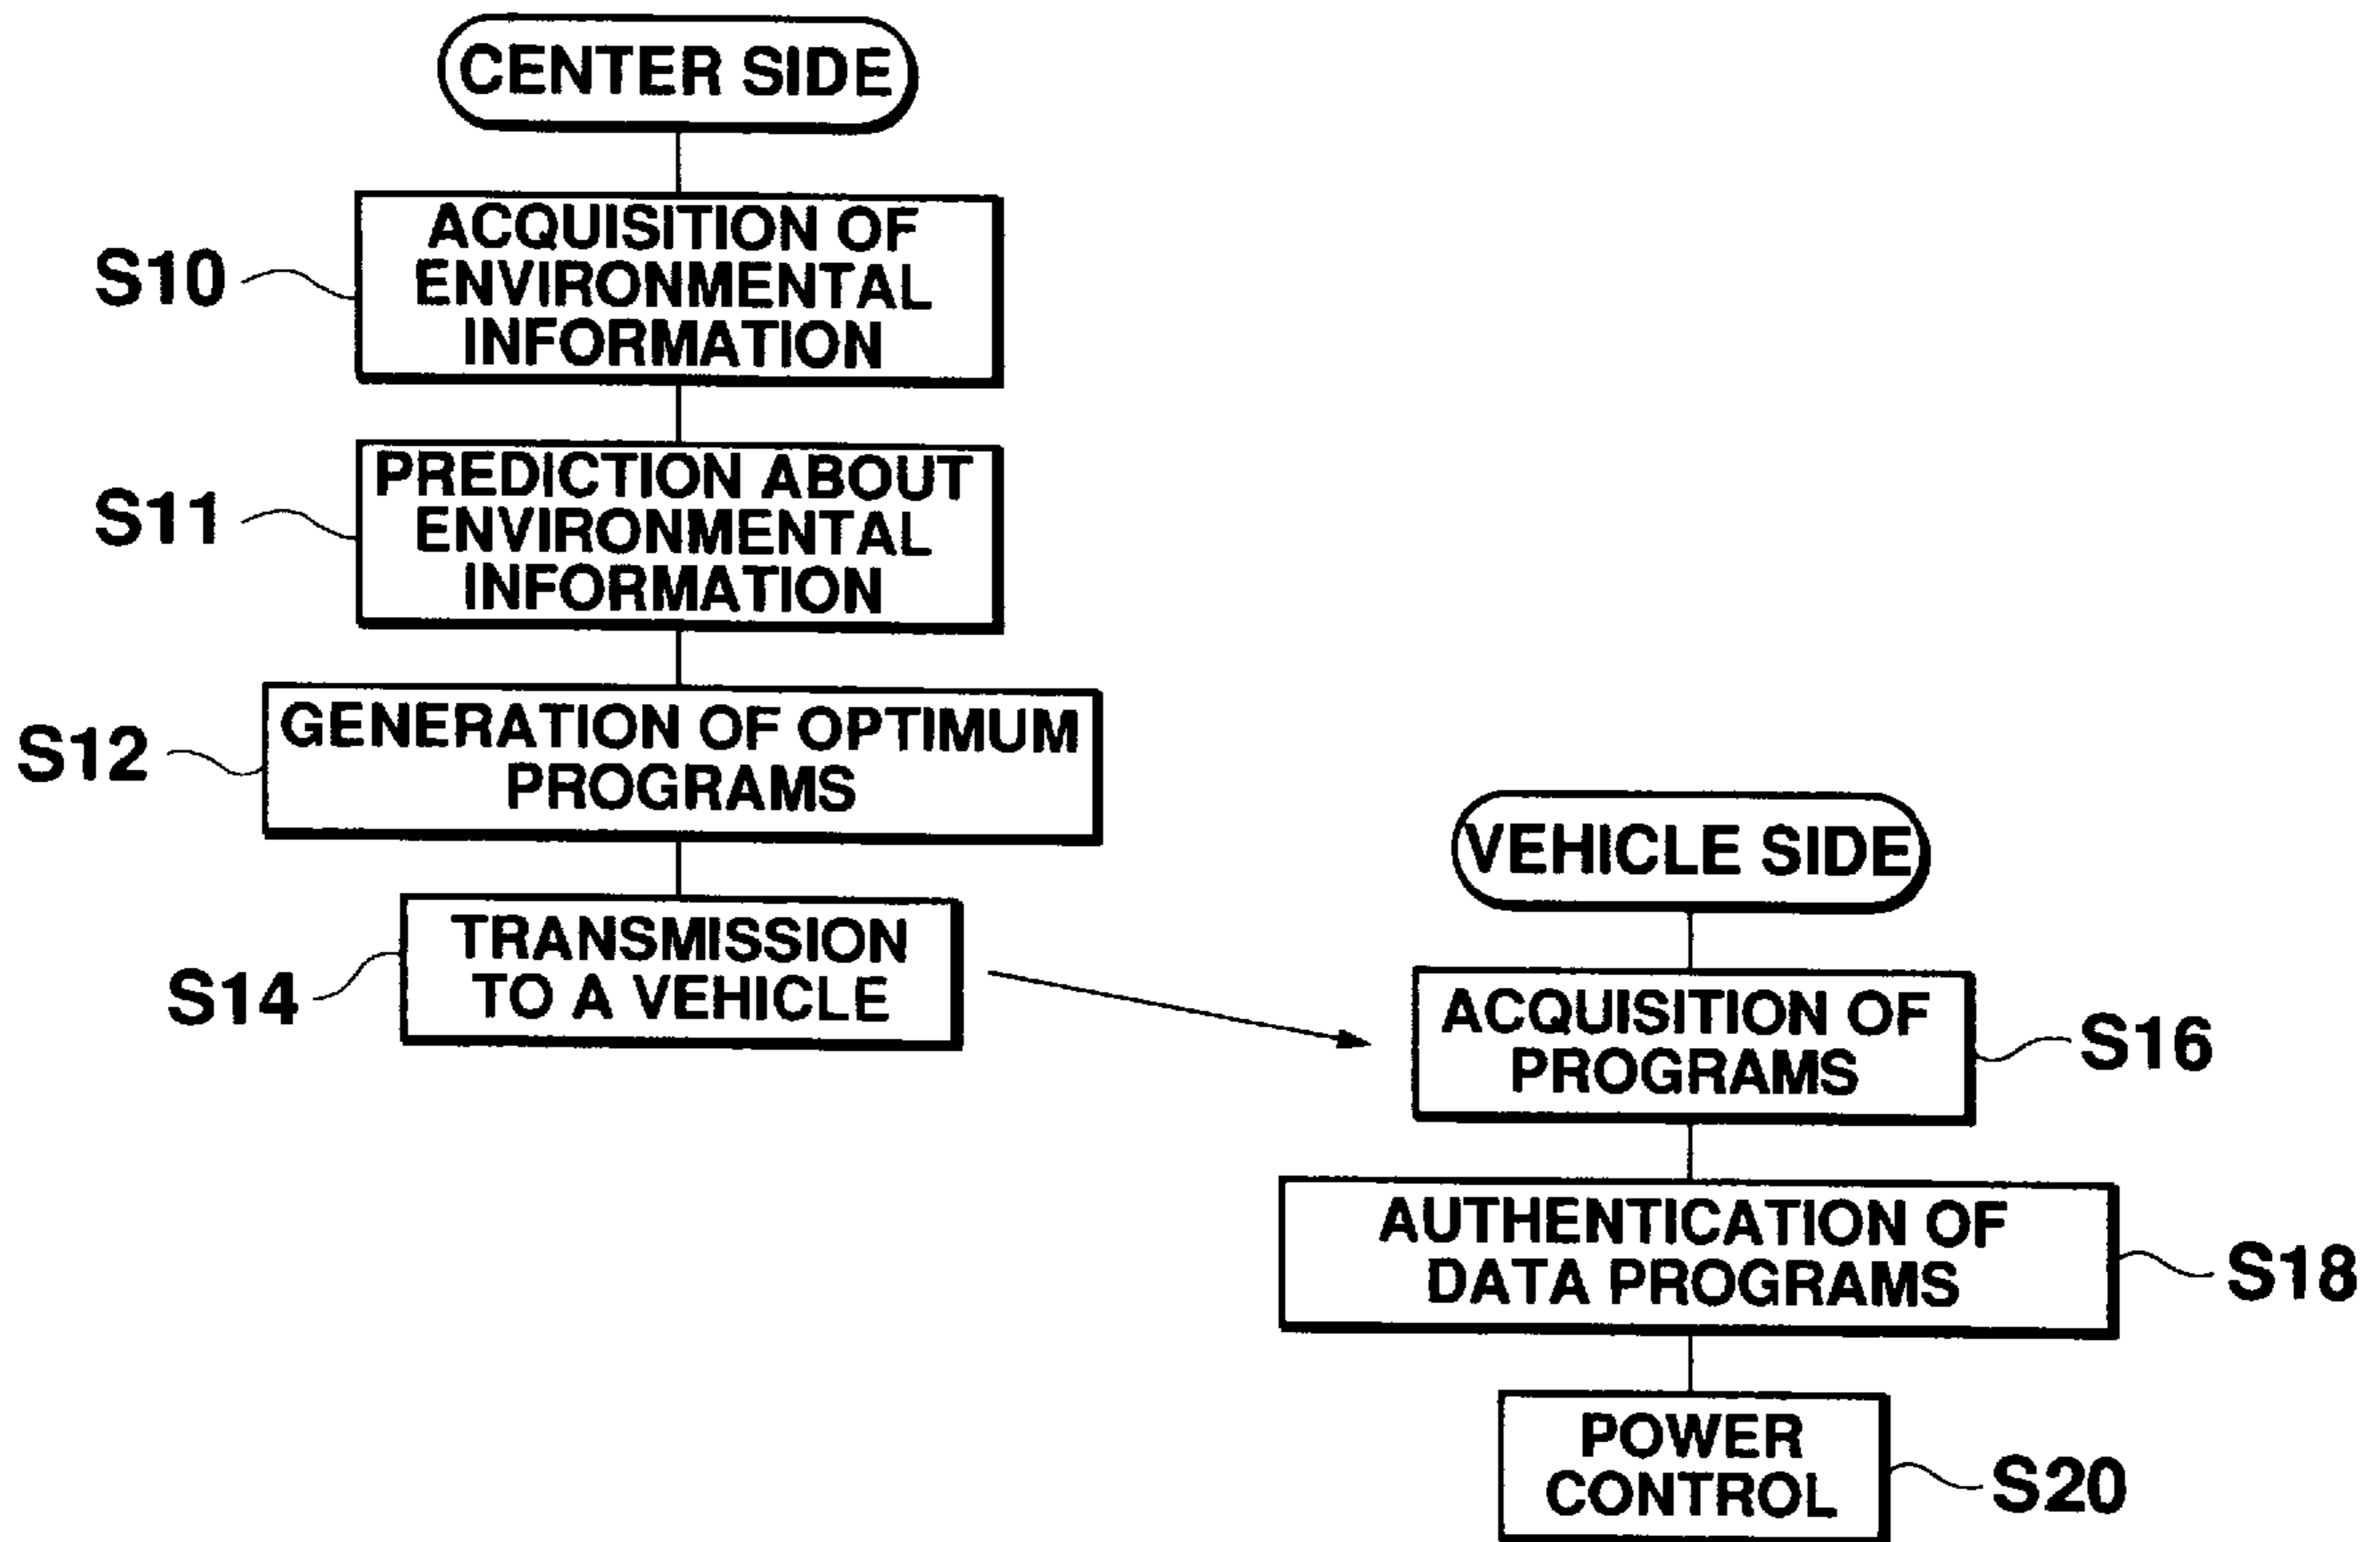 CENTER SIDE
S10
ACQUISITION OF
ENVIRONMENTAL
INFORMATION
S11
PREDICTION ABOUT
ENVIRONMENTAL
INFORMATION
S12
GENERATION OF OPTIMUM
PROGRAMS
S14
TRANSMISSION
TO A VEHICLE
VEHICLE SIDE
ACQUISITION OF
PROGRAMS
S16
AUTHENTICATION OF
DATA PROGRAMS
S18
POWER
CONTROL
S20